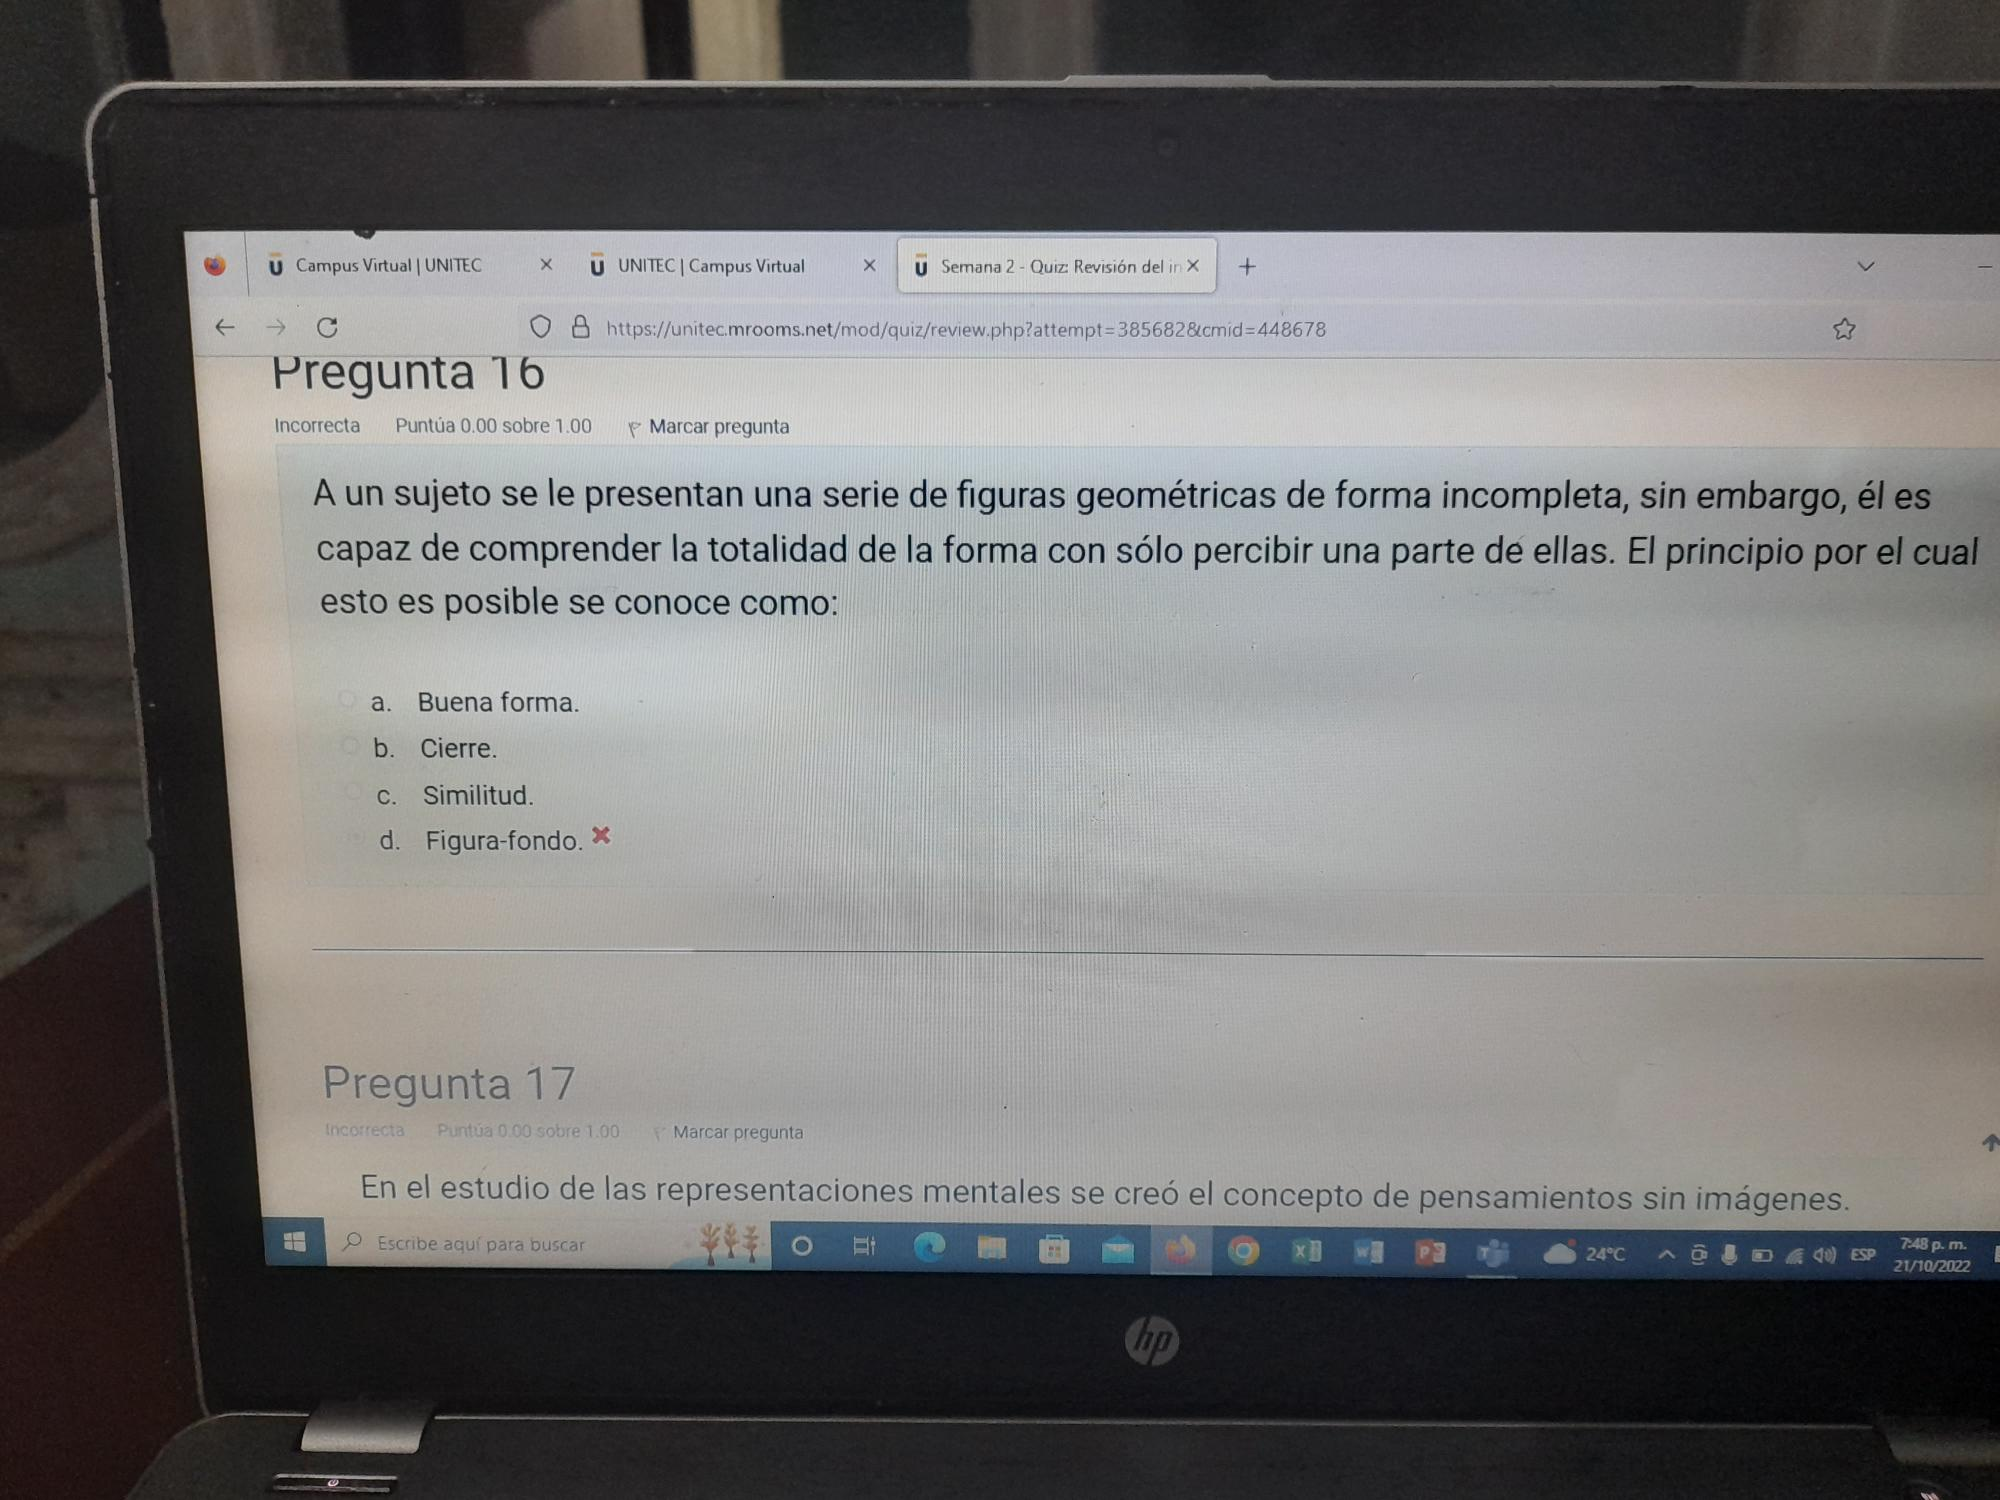 Campus Virtual | UNITEC
UNITEC | Campus Virtual
Semana 2 - Quiz: Revisión del in
https://unitec.mrooms.net/mod/quiz/review.php?attempt=385682&cmid=448678
Pregunta 16
Incorrecta Puntúa 0.00 sobre 1.00 Marcar pregunta
A un sujeto se le presentan una serie de figuras geométricas de forma incompleta, sin embargo, él es
capaz de comprender la totalidad de la forma con sólo percibir una parte de ellas. El principio por el cual
esto es posible se conoce como:
a. Buena forma.
b. Cierre.
c. Similitud.
d. Figura-fondo.
Pregunta 17
Incorrecta Puntúa 0.00 sobre 1.00 Marcar pregunta
En el estudio de las representaciones mentales se creó el concepto de pensamientos sin imágenes.
Escribe aquí para buscar
24°C
ESP
7:48 p. m.
21/10/2022
hp